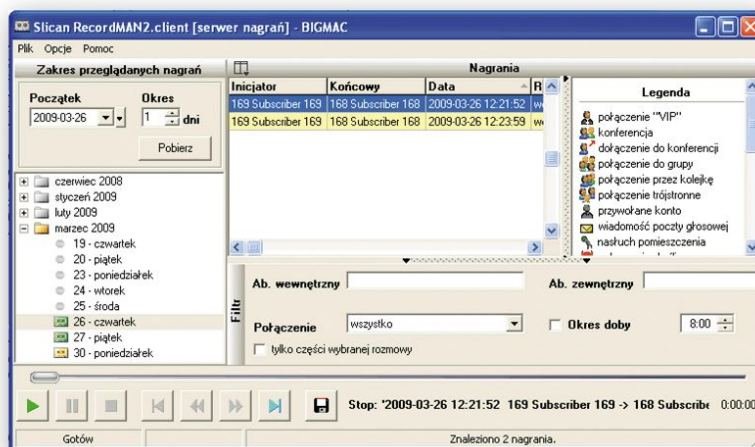 Slican RecordMAN2.client [serwer nagrań] - BIGMAC
Plik Opcje Pomoc
Zakres przeglądanych nagrań
Początek Okres
2009-03-26 1 dni
Pobierz
czerwiec 2008
styczeń 2009
luty 2009
marzec 2009
19 - czwartek
20 - piątek
23 - poniedziałek
24 - wtorek
25 - środa
26 - czwartek
27 - piątek
30 - poniedziałek
Nagrania
Inicjator Końcowy Data R
169 Subscriber 169 168 Subscriber 168 2009-03-26 12:21:52
169 Subscriber 169 168 Subscriber 168 2009-03-26 12:23:59
Legenda
połączenie "VIP"
konferencja
dołączenie do konferencji
połączenie do grupy
połączenie przez kolejkę
połączenie trójstronne
przywołane konto
wiadomość poczty głosowej
nasłuch pomieszczenia
Filtr
Ab. wewnętrzny Ab. zewnętrzny
Połączenie wszystko Okres doby 8:00
tylko części wybranej rozmowy
Stop: '2009-03-26 12:21:52 169 Subscriber 169 -> 168 Subscribe 0:00:00
Gotów Znaleziono 2 nagrania.